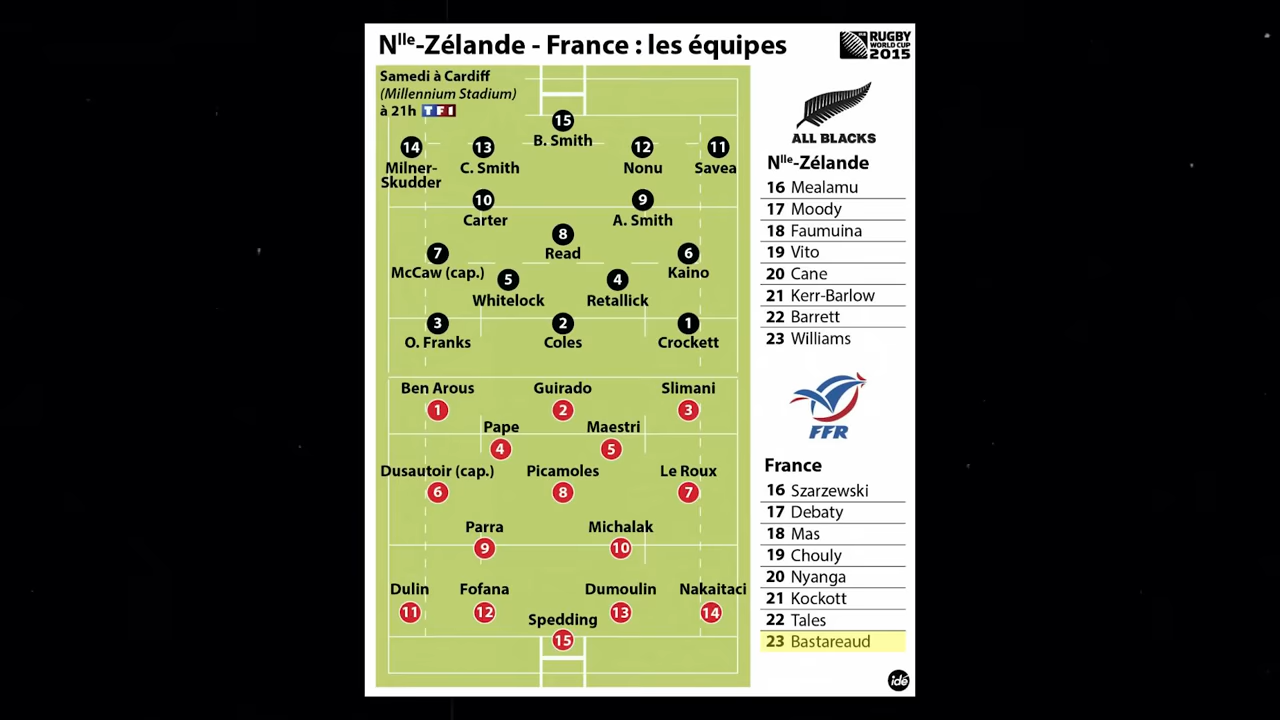 Nlle-Zélande - France : les équipes
RUGBY
WORLD CUP
2015
Samedi à Cardiff
(Millennium Stadium)
à 21h TF1
15
B. Smith
14 13 12 11
Milner-
Skudder
C. Smith Nonu Savea
10 9
Carter A. Smith
8
Read
7 6
McCaw (cap.) Kaino
5 4
Whitelock Retallick
3 2 1
O. Franks Coles Crockett
Ben Arous Guirado Slimani
1 2 3
Pape Maestri
4 5
Dusautoir (cap.) Picamoles Le Roux
6 8 7
Parra Michalak
9 10
Dulin Fofana Dumoulin Nakaitaci
11 12 13 14
Spedding
15
ALL BLACKS
Nlle-Zélande
16 Mealamu
17 Moody
18 Faumuina
19 Vito
20 Cane
21 Kerr-Barlow
22 Barrett
23 Williams
FFR
France
16 Szarzewski
17 Debaty
18 Mas
19 Chouly
20 Nyanga
21 Kockott
22 Tales
23 Bastareaud
idé